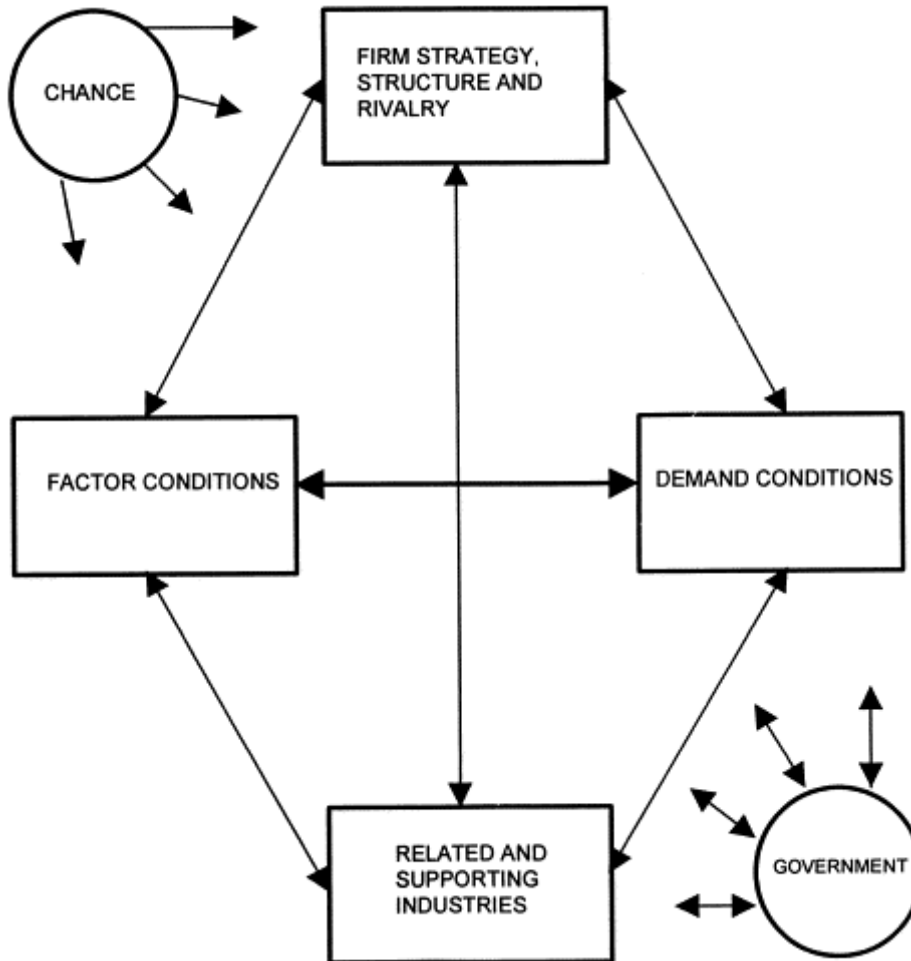 CHANCE
FIRM STRATEGY,
STRUCTURE AND
RIVALRY
FACTOR CONDITIONS
DEMAND CONDITIONS
RELATED AND
SUPPORTING
INDUSTRIES
GOVERNMENT